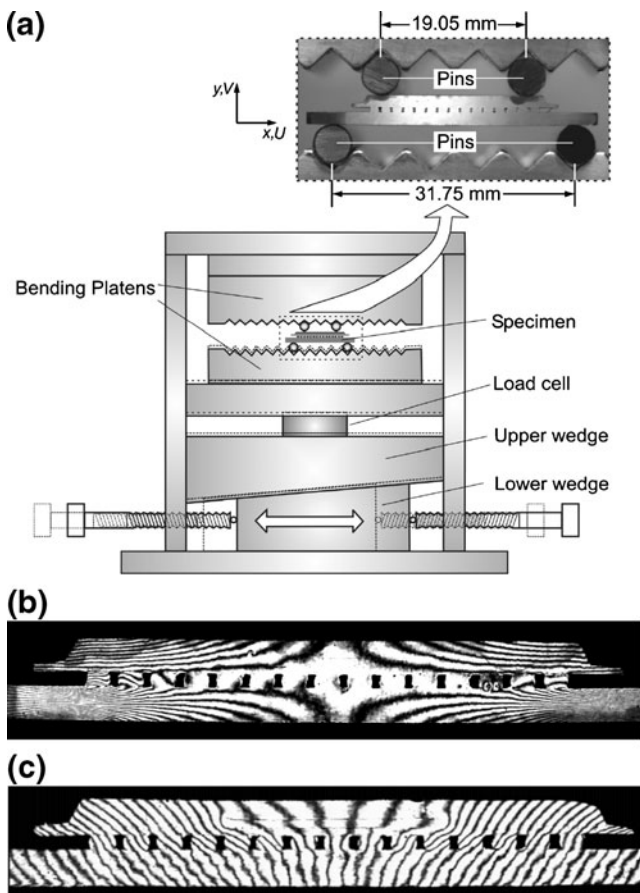 (a)
19.05 mm
Pins
y,V
x,U
Pins
31.75 mm
Bending Platens
Specimen
Load cell
Upper wedge
Lower wedge
(b)
(c)